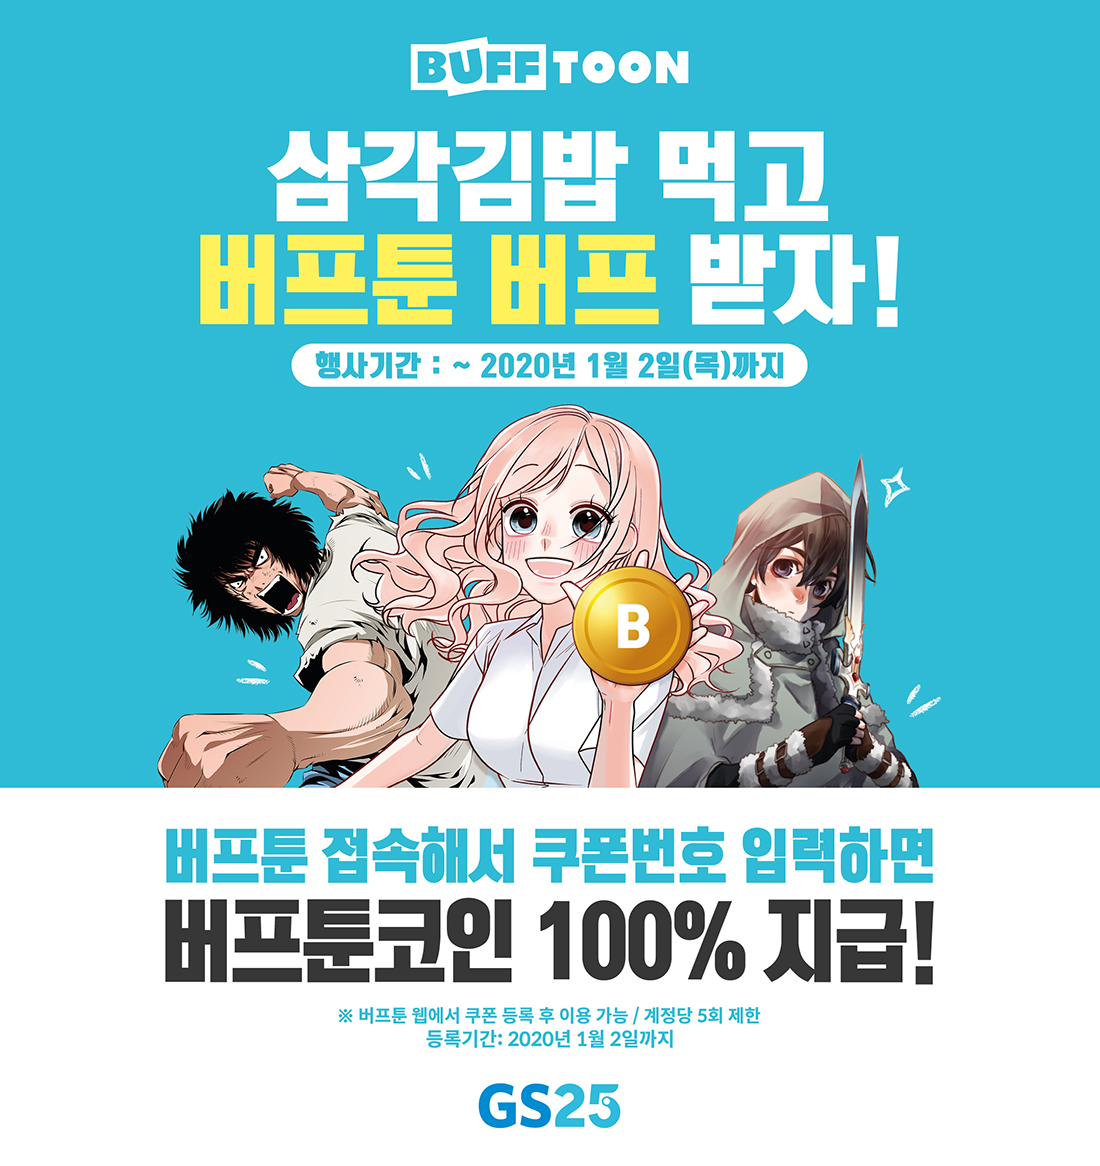 BUFFTOON
삼각김밥 먹고
버프툰 버프 받자!
행사기간 : ~ 2020년 1월 2일(목)까지
B
버프툰 접속해서 쿠폰번호 입력하면
버프툰코인 100% 지급!
※ 버프툰 웹에서 쿠폰 등록 후 이용 가능 / 계정당 5회 제한
등록기간: 2020년 1월 2일까지
GS25